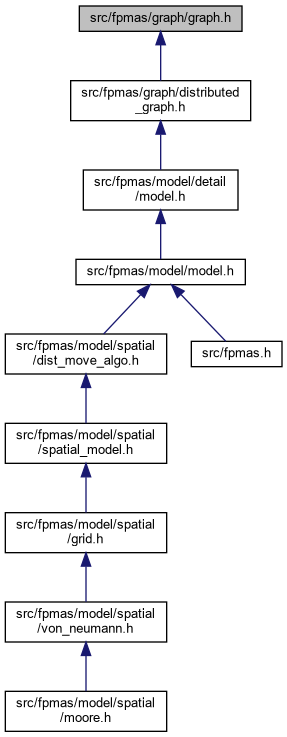 src/fpmas/graph/graph.h
src/fpmas/graph/distributed
_graph.h
src/fpmas/model/detail
/model.h
src/fpmas/model/model.h
src/fpmas/model/spatial
/dist_move_algo.h
src/fpmas.h
src/fpmas/model/spatial
/spatial_model.h
src/fpmas/model/spatial
/grid.h
src/fpmas/model/spatial
/von_neumann.h
src/fpmas/model/spatial
/moore.h